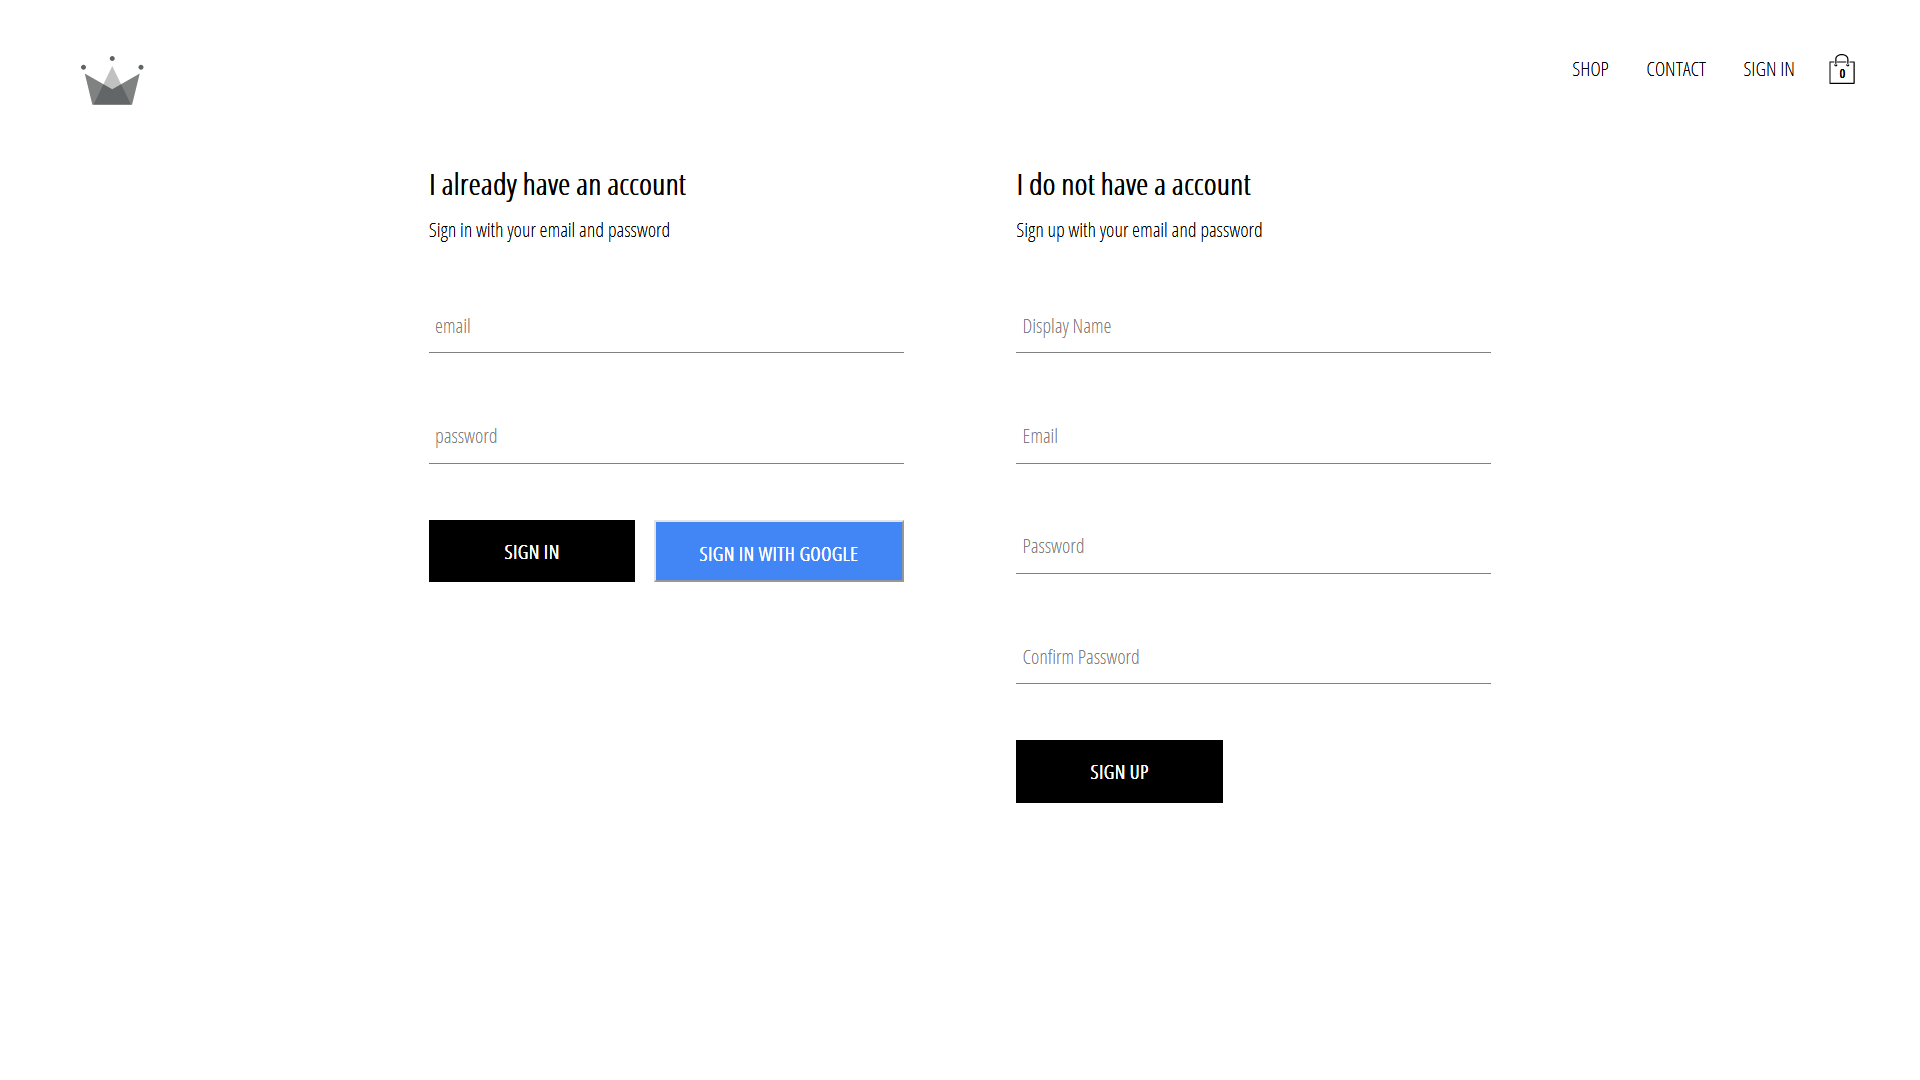 SHOP
CONTACT
SIGN IN
0
I already have an account
Sign in with your email and password
email
password
SIGN IN
SIGN IN WITH GOOGLE
I do not have a account
Sign up with your email and password
Display Name
Email
Password
Confirm Password
SIGN UP